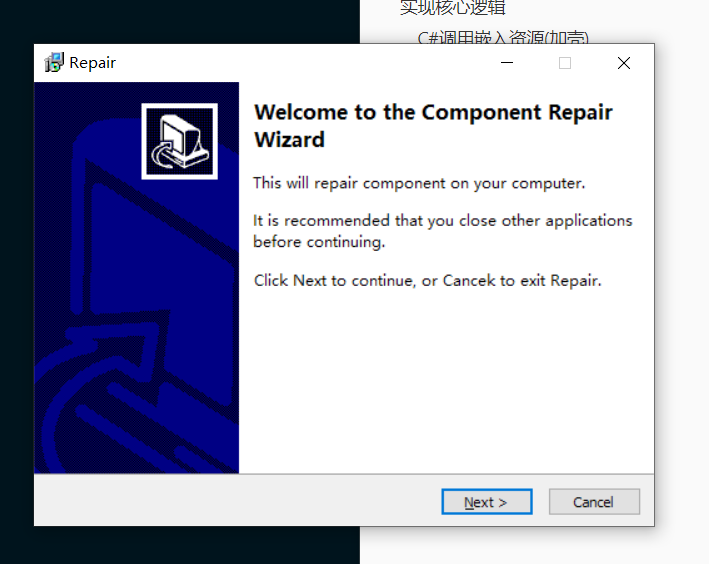 实现核心逻辑
C#调用嵌入资源(加壳)
Repair
Welcome to the Component Repair
Wizard
This will repair component on your computer.
It is recommended that you close other applications
before continuing.
Click Next to continue, or Cancek to exit Repair.
Next >
Cancel